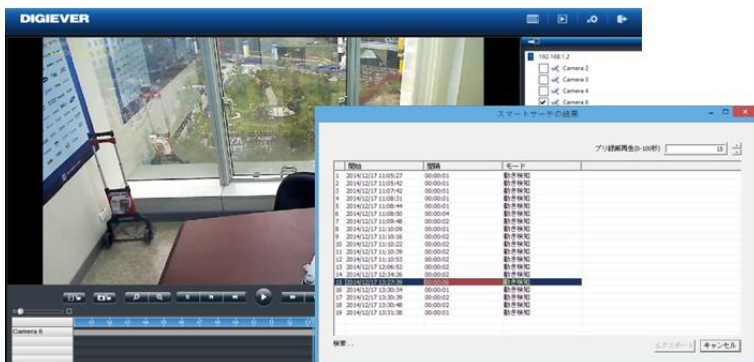 DIGIEVER
192.168.1.2
Camera 2
Camera 3
Camera 4
Camera 6
スマートサーチの結果
プリ録画再生(0-100秒) 15
開始 間隔 モード
1 2014/12/17 11:05:27 00:00:01 動き検知
2 2014/12/17 11:05:42 00:00:01 動き検知
3 2014/12/17 11:07:42 00:00:01 動き検知
4 2014/12/17 11:08:31 00:00:01 動き検知
5 2014/12/17 11:08:44 00:00:01 動き検知
6 2014/12/17 11:08:50 00:00:04 動き検知
7 2014/12/17 11:09:48 00:00:02 動き検知
8 2014/12/17 11:10:09 00:00:01 動き検知
9 2014/12/17 11:10:16 00:00:02 動き検知
10 2014/12/17 11:10:22 00:00:02 動き検知
11 2014/12/17 11:10:39 00:00:02 動き検知
12 2014/12/17 11:10:53 00:00:02 動き検知
13 2014/12/17 12:06:52 00:00:02 動き検知
14 2014/12/17 12:34:26 00:00:02 動き検知
15 2014/12/17 13:27:26 00:00:06 動き検知
16 2014/12/17 13:30:34 00:00:01 動き検知
17 2014/12/17 13:30:39 00:00:02 動き検知
18 2014/12/17 13:30:48 00:00:02 動き検知
19 2014/12/17 13:31:38 00:00:02 動き検知
検索 . .
エクスポート キャンセル
Camera 6